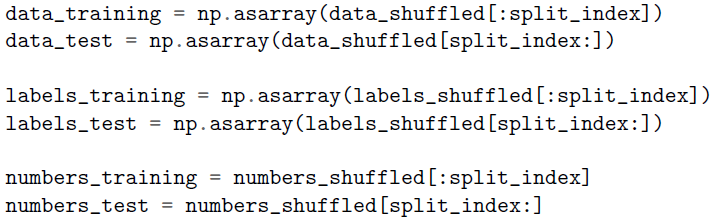 data_training = np.asarray(data_shuffled[:split_index])
data_test = np.asarray(data_shuffled[split_index:])
labels_training = np.asarray(labels_shuffled[:split_index])
labels_test = np.asarray(labels_shuffled[split_index:])
numbers_training = numbers_shuffled[:split_index]
numbers_test = numbers_shuffled[split_index:]